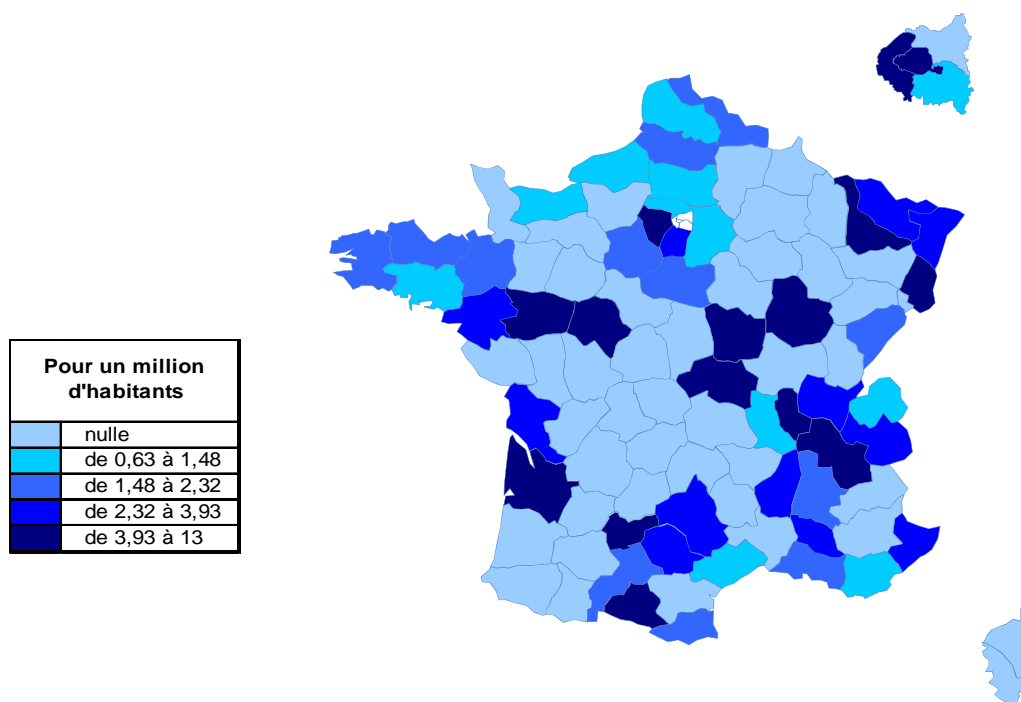 Pour un million
d'habitants
nulle
de 0,63 à 1,48
de 1,48 à 2,32
de 2,32 à 3,93
de 3,93 à 13